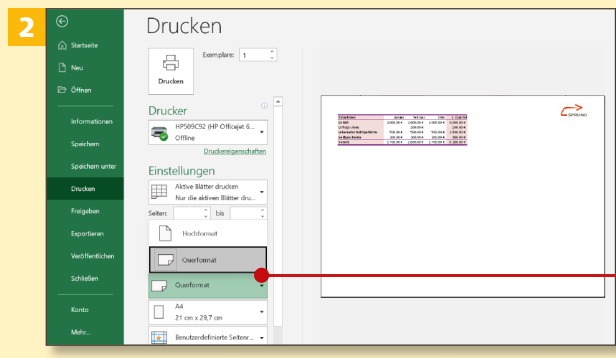 2
Drucken
Startseite
Neu
Öffnen
Informationen
Speichern
Speichern unter
Drucken
Freigeben
Exportieren
Veröffentlichen
Schließen
Konto
Mehr...
Drucken
Exemplare: 1
Drucker
HP509C92 (HP Officejet 6...
Offline
Druckereigenschaften
Einstellungen
Aktive Blätter drucken
Nur die aktiven Blätter dru...
Seiten: bis
Hochformat
Querformat
Querformat
A4
21 cm x 29,7 cm
Benutzerdefinierte Seitenr...